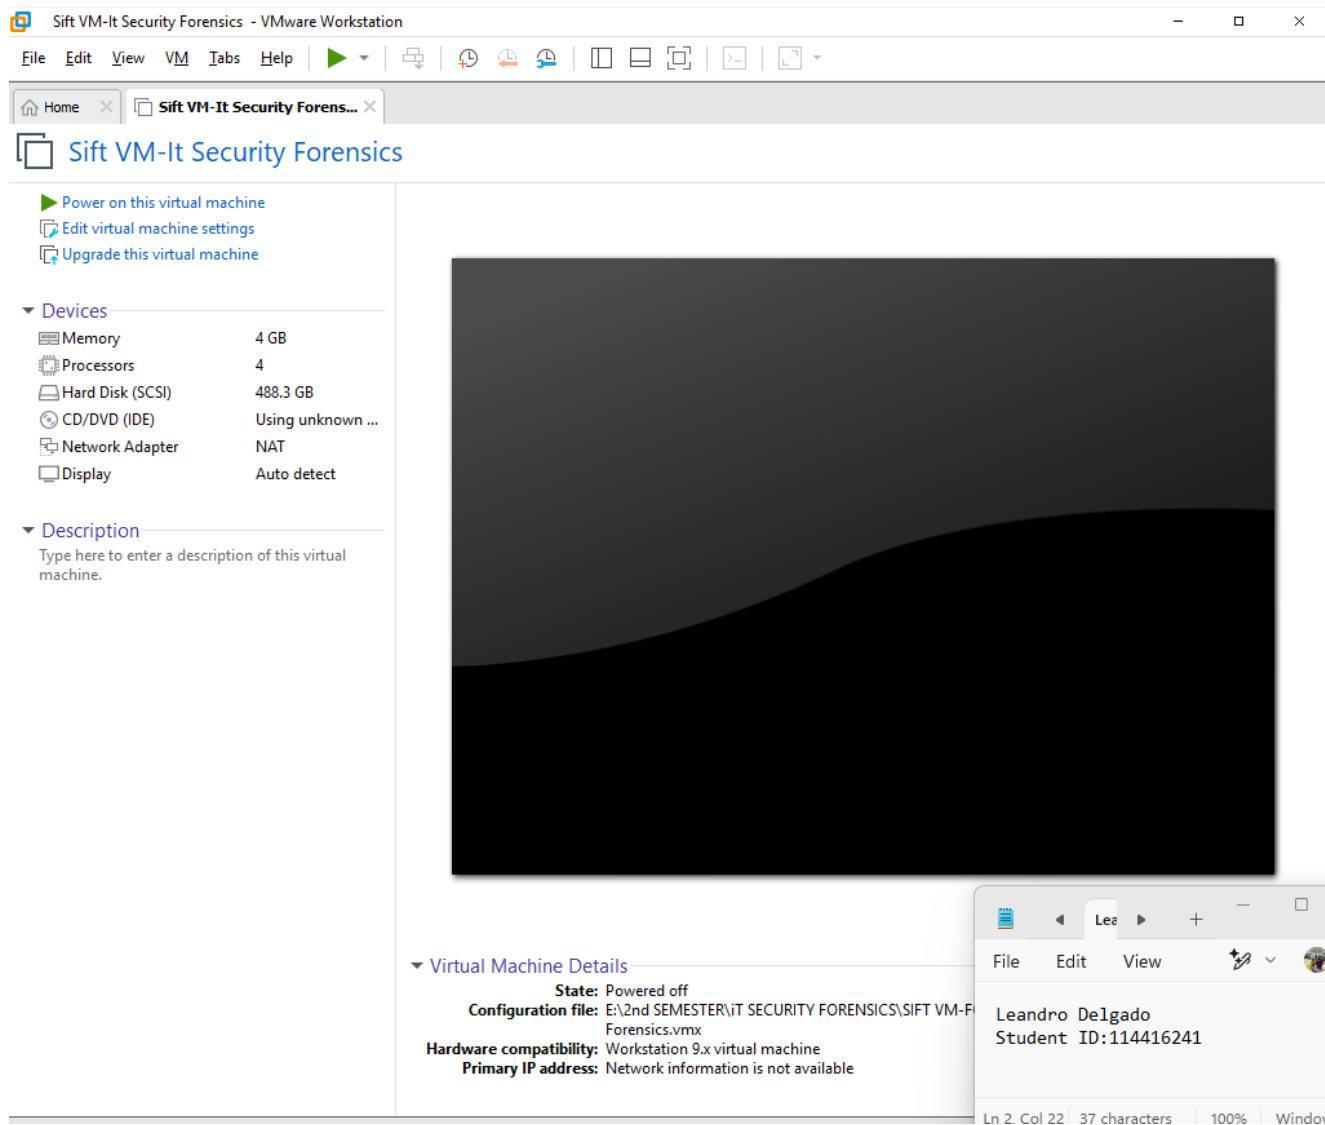 Sift VM-It Security Forensics - VMware Workstation
File Edit View VM Tabs Help
Home Sift VM-It Security Forens...
Sift VM-It Security Forensics
Power on this virtual machine
Edit virtual machine settings
Upgrade this virtual machine
Devices
Memory 4 GB
Processors 4
Hard Disk (SCSI) 488.3 GB
CD/DVD (IDE) Using unknown ...
Network Adapter NAT
Display Auto detect
Description
Type here to enter a description of this virtual
machine.
Virtual Machine Details
State: Powered off
Configuration file: E:\2nd SEMESTER\iT SECURITY FORENSICS\SIFT VM-F
Forensics.vmx
Hardware compatibility: Workstation 9.x virtual machine
Primary IP address: Network information is not available
Lea
File Edit View
Leandro Delgado
Student ID:114416241
Ln 2, Col 22 37 characters 100% Window